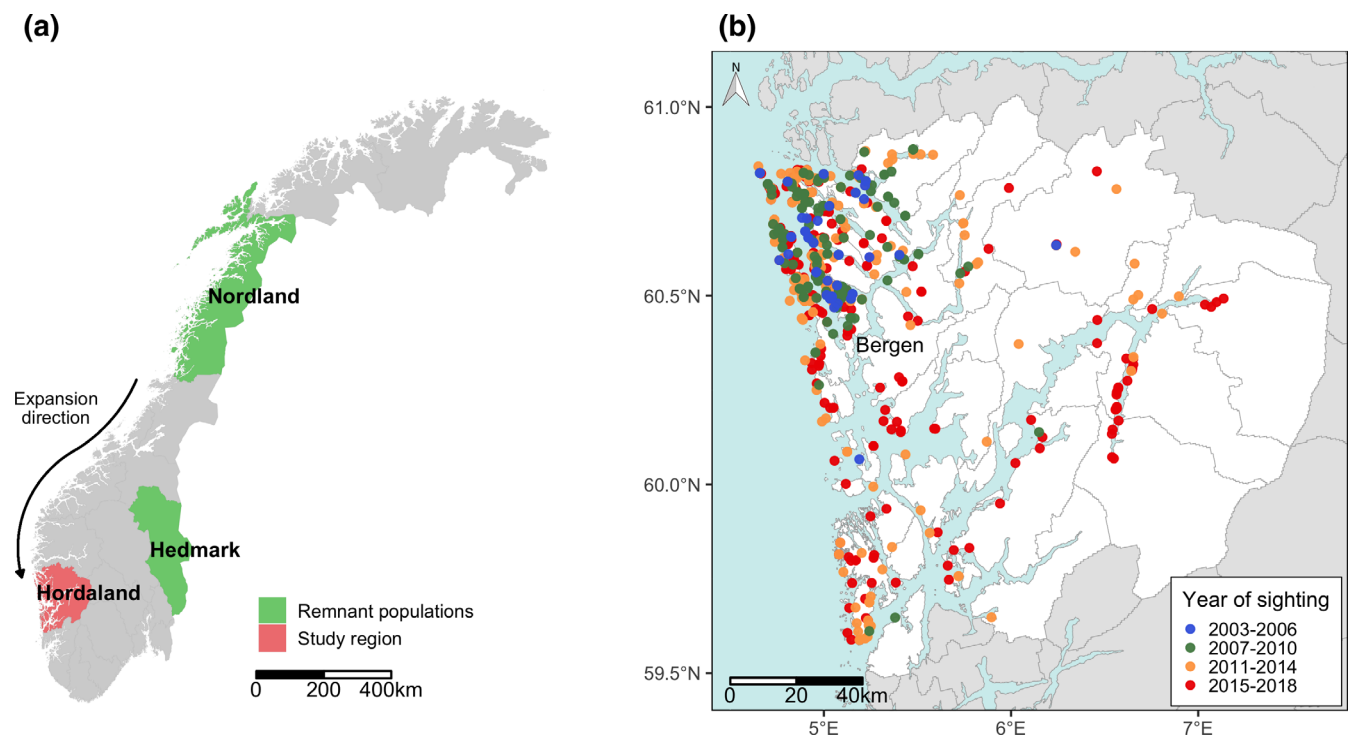 (a)
Nordland
Expansion
direction
Hedmark
Hordaland
Remnant populations
Study region
0 200 400km
(b)
N
61.0°N
60.5°N
60.0°N
59.5°N
Bergen
Year of sighting
2003-2006
2007-2010
2011-2014
2015-2018
0 20 40km
5°E 6°E 7°E